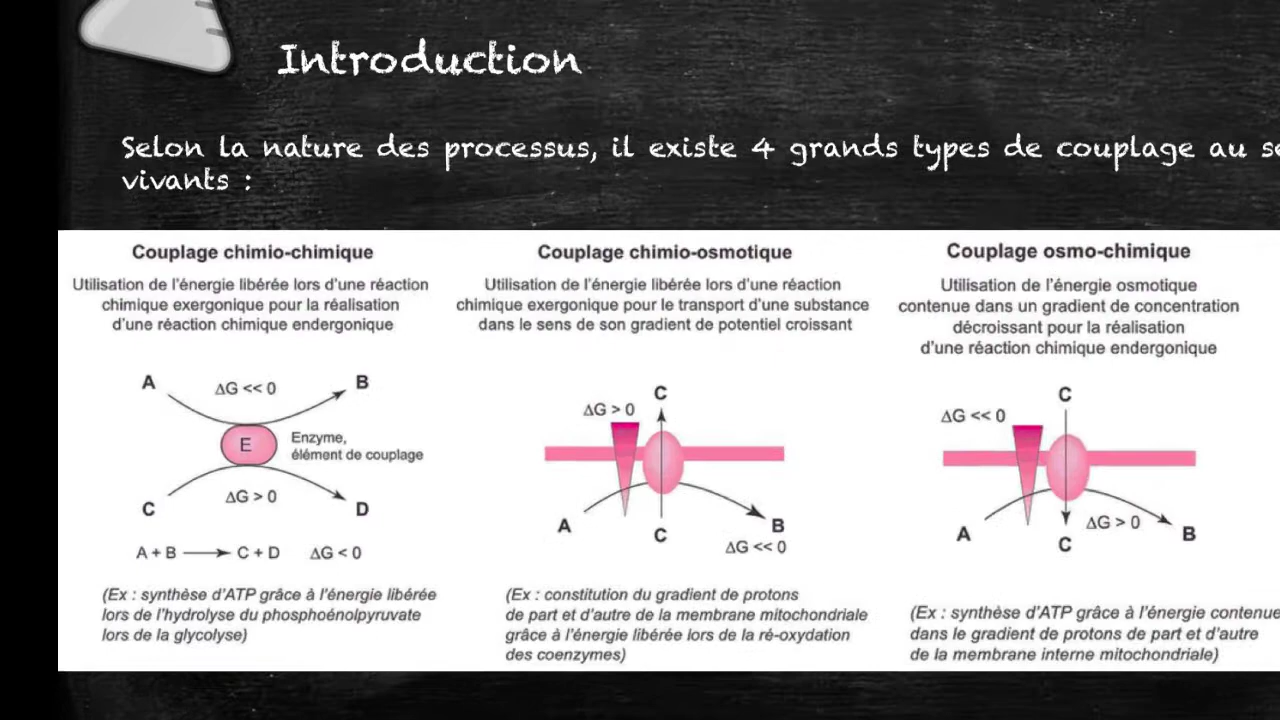 Introduction
Selon la nature des processus, il existe 4 grands types de couplage au
vivants :
Couplage chimio-chimique
Utilisation de l'énergie libérée lors d'une réaction
chimique exergonique pour la réalisation
d'une réaction chimique endergonique
A
ΔG << 0
B
E
Enzyme,
élément de couplage
C
ΔG > 0
D
A + B → C + D ΔG < 0
(Ex : synthèse d'ATP grâce à l'énergie libérée
lors de l'hydrolyse du phosphoénolpyruvate
lors de la glycolyse)
Couplage chimio-osmotique
Utilisation de l'énergie libérée lors d'une réaction
chimique exergonique pour le transport d'une substance
dans le sens de son gradient de potentiel croissant
C
ΔG > 0
A
B
C
ΔG << 0
(Ex : constitution du gradient de protons
de part et d'autre de la membrane mitochondriale
grâce à l'énergie libérée lors de la ré-oxydation
des coenzymes)
Couplage osmo-chimique
Utilisation de l'énergie osmotique
contenue dans un gradient de concentration
décroissant pour la réalisation
d'une réaction chimique endergonique
C
ΔG << 0
ΔG > 0
A
B
C
(Ex : synthèse d'ATP grâce à l'énergie contenue
dans le gradient de protons de part et d'autre
de la membrane interne mitochondriale)